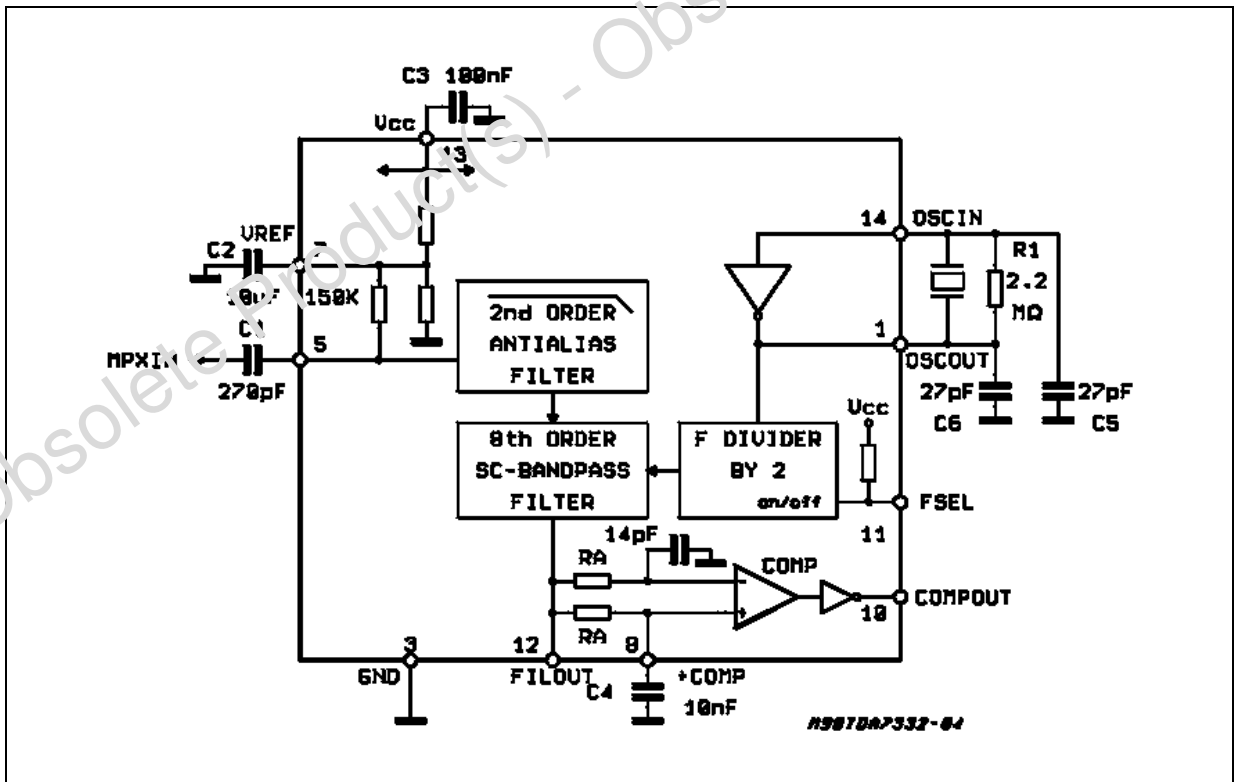 Obsolete Product(s) - Obs
C3 100nF
Vcc
13
14 OSCIN
C2
VREF
10uF
150K
R1
2.2
MΩ
2nd ORDER
ANTIALIAS
FILTER
1
OSCOUT
C1
5
MPXIN
270pF
27pF
C6
27pF
C5
Vcc
8th ORDER
SC-BANDPASS
FILTER
F DIVIDER
BY 2
on/off
FSEL
11
14pF
RA
COMP
-
+
COMPOUT
10
RA
3
GND
12
FILOUT
8
+COMP
C4
10nF
M98TDA7332-04